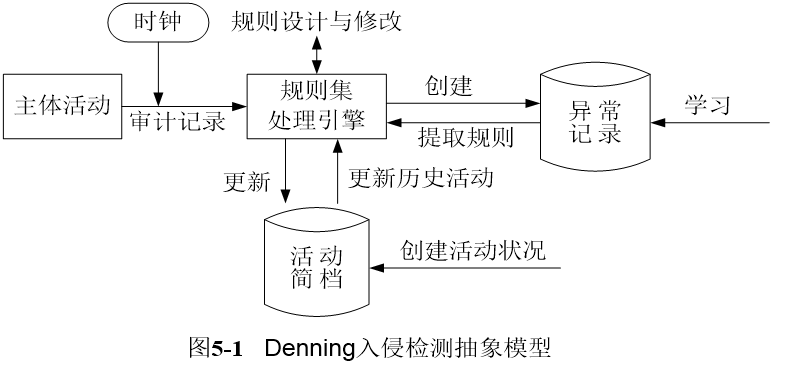 时钟
规则设计与修改
主体活动
审计记录
规则集
处理引擎
创建
提取规则
异常
记录
学习
更新
更新历史活动
活动
简档
创建活动状况
图5-1 Denning入侵检测抽象模型